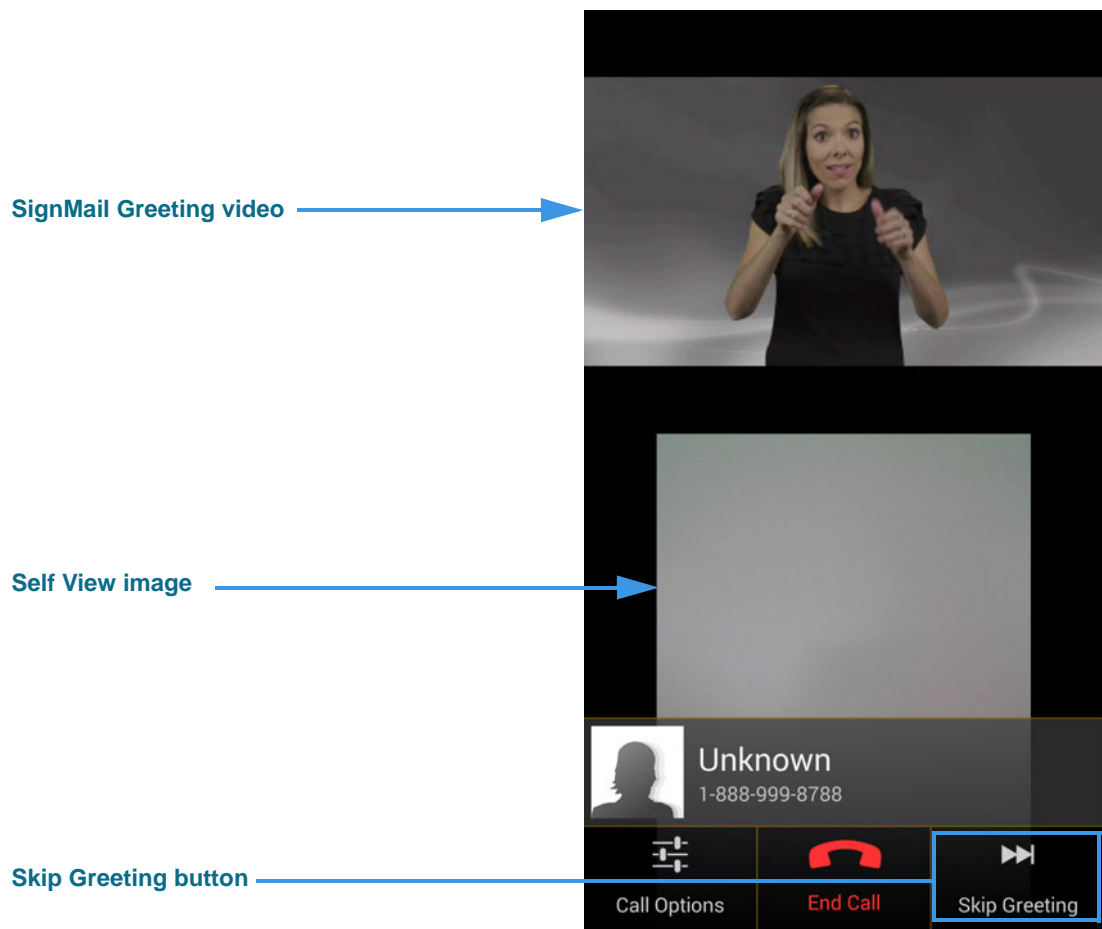 SignMail Greeting video
Self View image
Unknown
1-888-999-8788
Skip Greeting button
Call Options
End Call
Skip Greeting